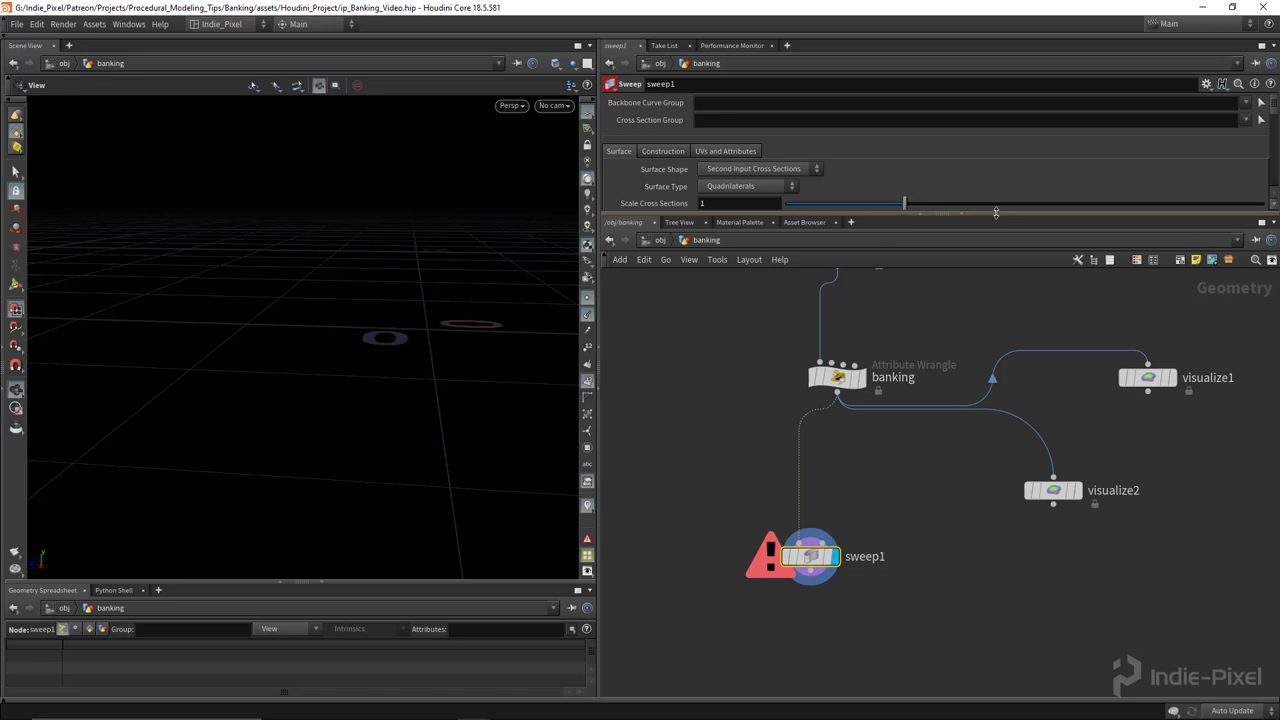 G:/Indie_Pixel/Patreon/Projects/Procedural_Modeling_Tips/Banking/assets/Houdini_Project/ip_Banking_Video.hip - Houdini Core 18.5.581
File Edit Render Assets Windows Help Indie_Pixel Main Main
Scene View
obj banking
View
Persp No cam
abc
12
y
Geometry Spreadsheet Python Shell
obj banking
Node: sweep1 Group: View Intrinsics Attributes:
sweep1 Take List Performance Monitor
obj banking
Sweep sweep1
Backbone Curve Group
Cross Section Group
Surface Construction UVs and Attributes
Surface Shape Second Input Cross Sections
Surface Type Quadrilaterals
Scale Cross Sections 1
/obj/banking Tree View Material Palette Asset Browser
obj banking
Add Edit Go View Tools Layout Help
Geometry
Attribute Wrangle
banking
visualize1
visualize2
sweep1
Indie-Pixel
Auto Update